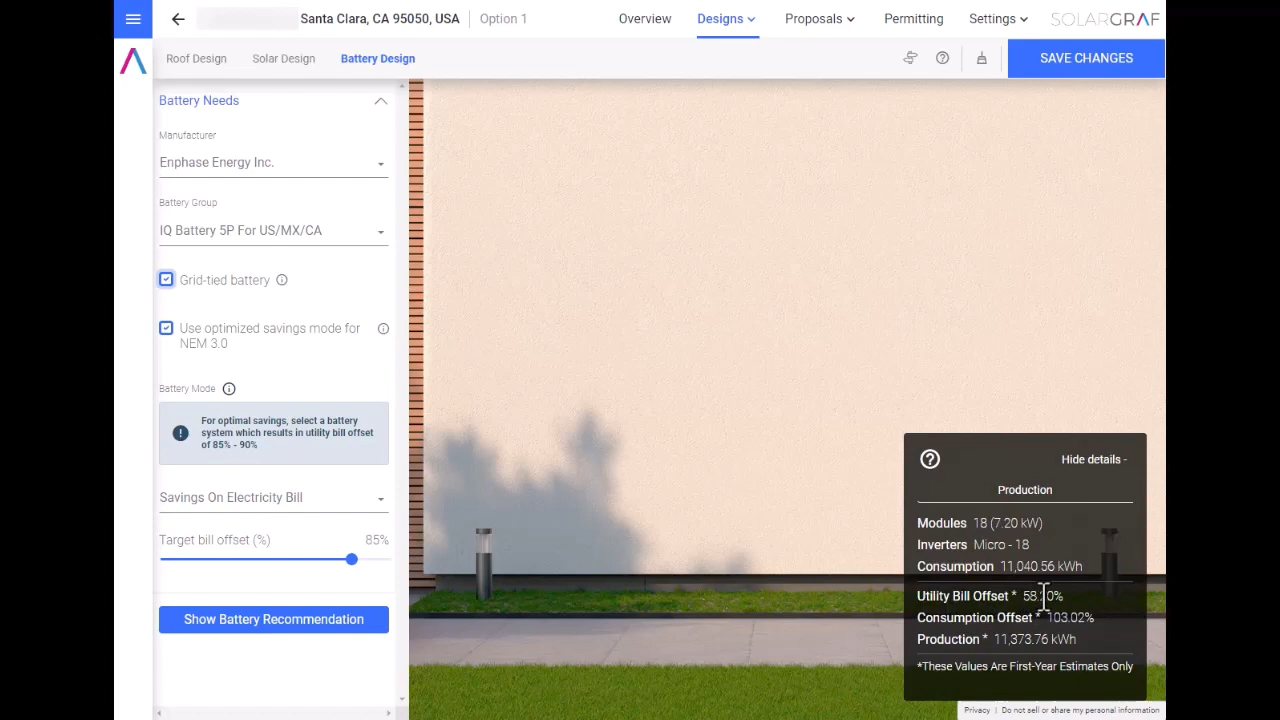 Santa Clara, CA 95050, USA
Option 1
Overview
Designs
Proposals
Permitting
Settings
SOLARGRAF
Roof Design
Solar Design
Battery Design
SAVE CHANGES
Battery Needs
Manufacturer
Enphase Energy Inc.
Battery Group
IQ Battery 5P For US/MX/CA
Grid-tied battery
Use optimized savings mode for
NEM 3.0
Battery Mode
For optimal savings, select a battery
system which results in utility bill offset
of 85% - 90%
Savings On Electricity Bill
Target bill offset (%) 85%
Show Battery Recommendation
Hide details -
Production
Modules 18 (7.20 kW)
Inverters Micro - 18
Consumption 11,040.56 kWh
Utility Bill Offset *
Consumption Offset * 103.02%
Production * 11,373.76 kWh
*These Values Are First-Year Estimates Only
Privacy | Do not sell or share my personal information